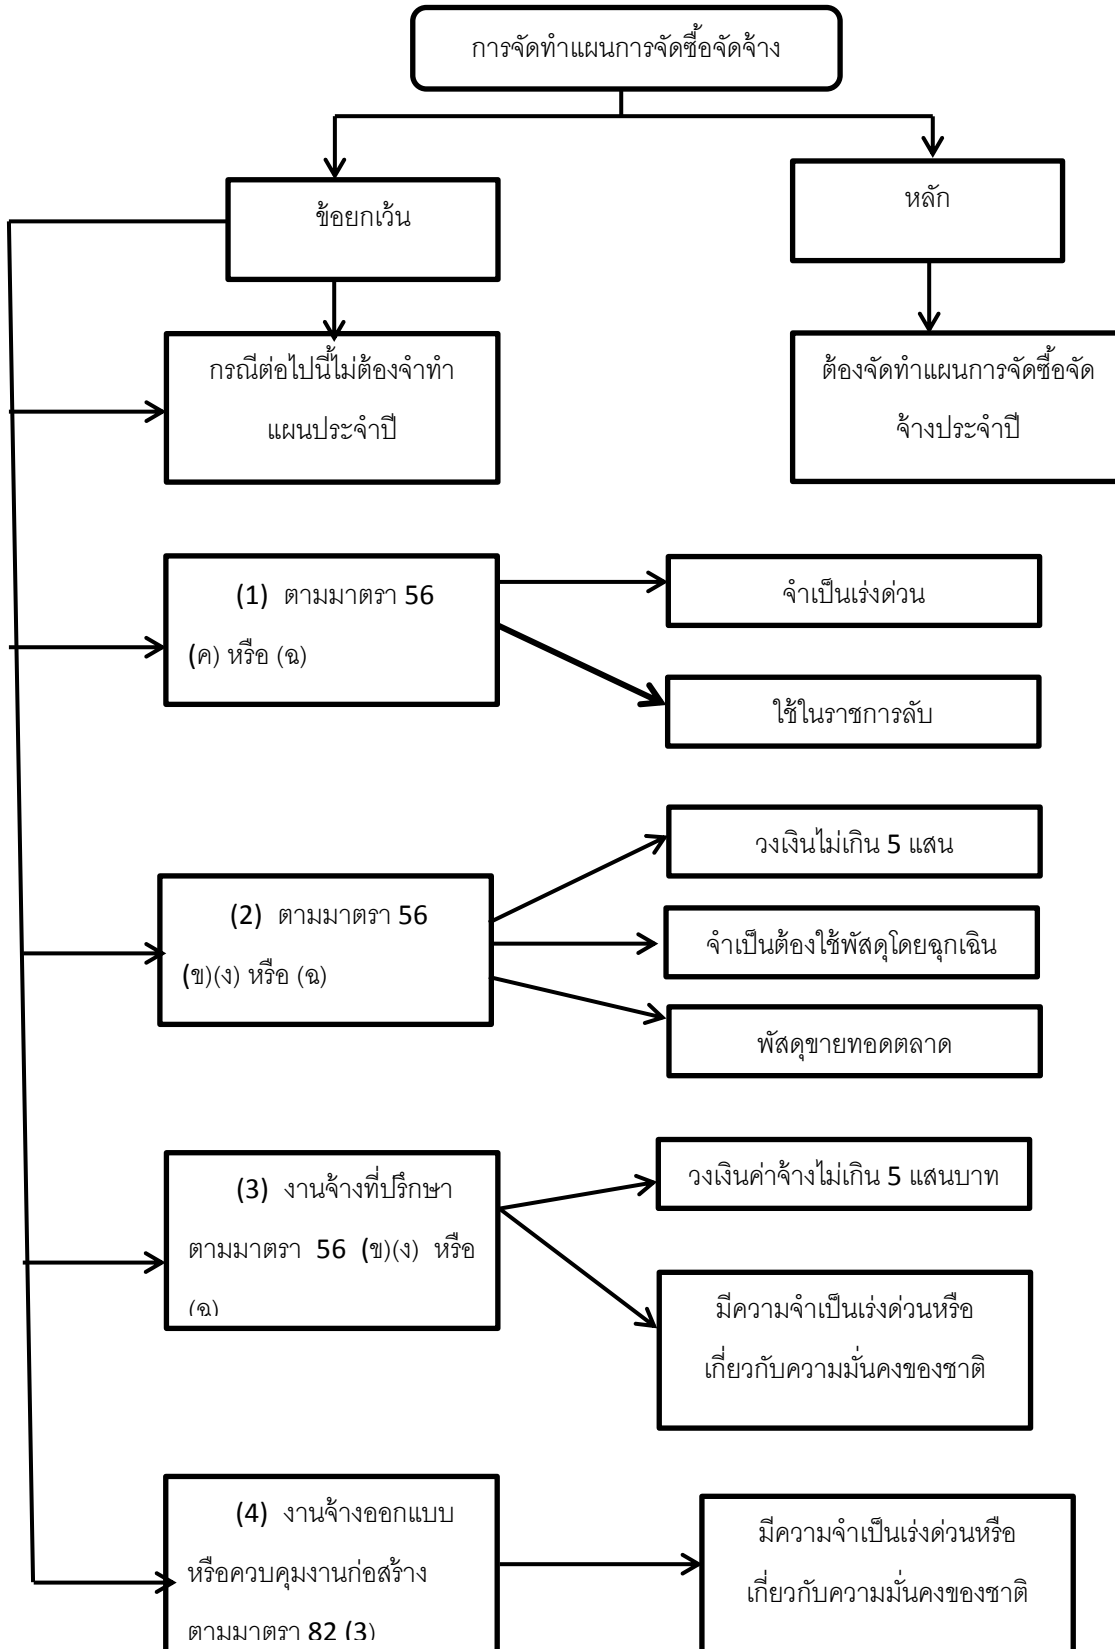 การจัดทำแผนการจัดซื้อจัดจ้าง
ข้อยกเว้น
หลัก
กรณีต่อไปนี้ไม่ต้องจำทำ
แผนประจำปี
ต้องจัดทำแผนการจัดซื้อจัด
จ้างประจำปี
(1) ตามมาตรา 56
(ค) หรือ (ฉ)
จำเป็นเร่งด่วน
ใช้ในราชการลับ
(2) ตามมาตรา 56
(ข)(ง) หรือ (ฉ)
วงเงินไม่เกิน 5 แสน
จำเป็นต้องใช้พัสดุโดยฉุกเฉิน
พัสดุขายทอดตลาด
(3) งานจ้างที่ปรึกษา
ตามมาตรา 56 (ข)(ง) หรือ
(ฉ)
วงเงินค่าจ้างไม่เกิน 5 แสนบาท
มีความจำเป็นเร่งด่วนหรือ
เกี่ยวกับความมั่นคงของชาติ
(4) งานจ้างออกแบบ
หรือควบคุมงานก่อสร้าง
ตามมาตรา 82 (3)
มีความจำเป็นเร่งด่วนหรือ
เกี่ยวกับความมั่นคงของชาติ